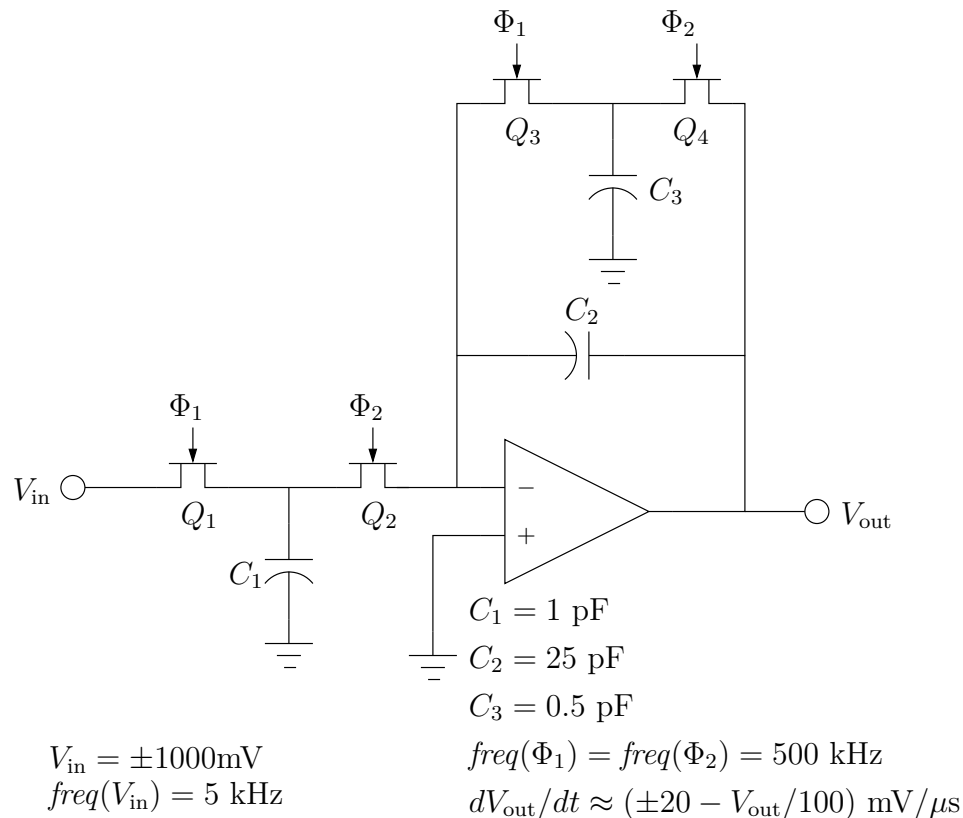 Φ1 Φ2
Q3 Q4
C3
C2
Φ1 Φ2
Vin
Q1 Q2
−
+
Vout
C1
C1 = 1 pF
C2 = 25 pF
C3 = 0.5 pF
Vin = ±1000mV
freq(Vin) = 5 kHz
freq(Φ1) = freq(Φ2) = 500 kHz
dVout/dt ≈ (±20 − Vout/100) mV/μs